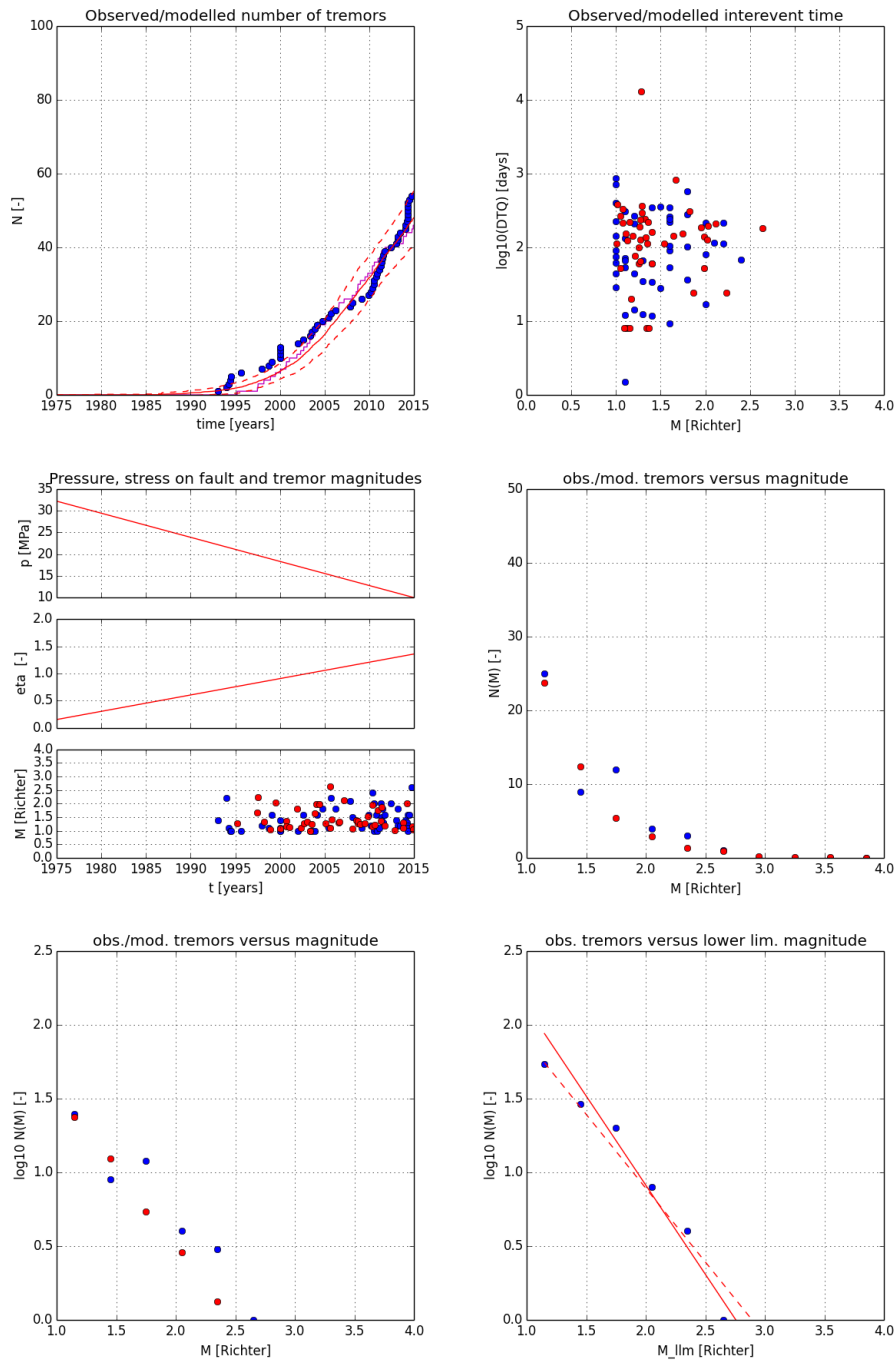 Observed/modelled number of tremors
100
80
60
40
20
0
N [-]
1975 1980 1985 1990 1995 2000 2005 2010 2015
time [years]
Observed/modelled interevent time
5
4
3
2
1
0
log10(DTQ) [days]
0.0 0.5 1.0 1.5 2.0 2.5 3.0 3.5 4.0
M [Richter]
Pressure, stress on fault and tremor magnitudes
35
30
25
20
15
10
p [MPa]
2.0
1.5
1.0
0.5
0.0
eta [-]
4.0
3.5
3.0
2.5
2.0
1.5
1.0
0.5
0.0
M [Richter]
1975 1980 1985 1990 1995 2000 2005 2010 2015
t [years]
obs./mod. tremors versus magnitude
50
40
30
20
10
0
N(M) [-]
1.0 1.5 2.0 2.5 3.0 3.5 4.0
M [Richter]
obs./mod. tremors versus magnitude
2.5
2.0
1.5
1.0
0.5
0.0
log10 N(M) [-]
1.0 1.5 2.0 2.5 3.0 3.5 4.0
M [Richter]
obs. tremors versus lower lim. magnitude
2.5
2.0
1.5
1.0
0.5
0.0
log10 N(M) [-]
1.0 1.5 2.0 2.5 3.0 3.5 4.0
M_llm [Richter]